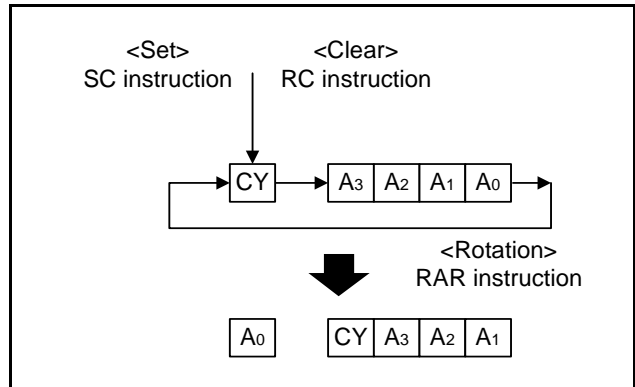 <Set> <Clear>
SC instruction RC instruction
CY A3 A2 A1 A0
<Rotation>
RAR instruction
A0 CY A3 A2 A1